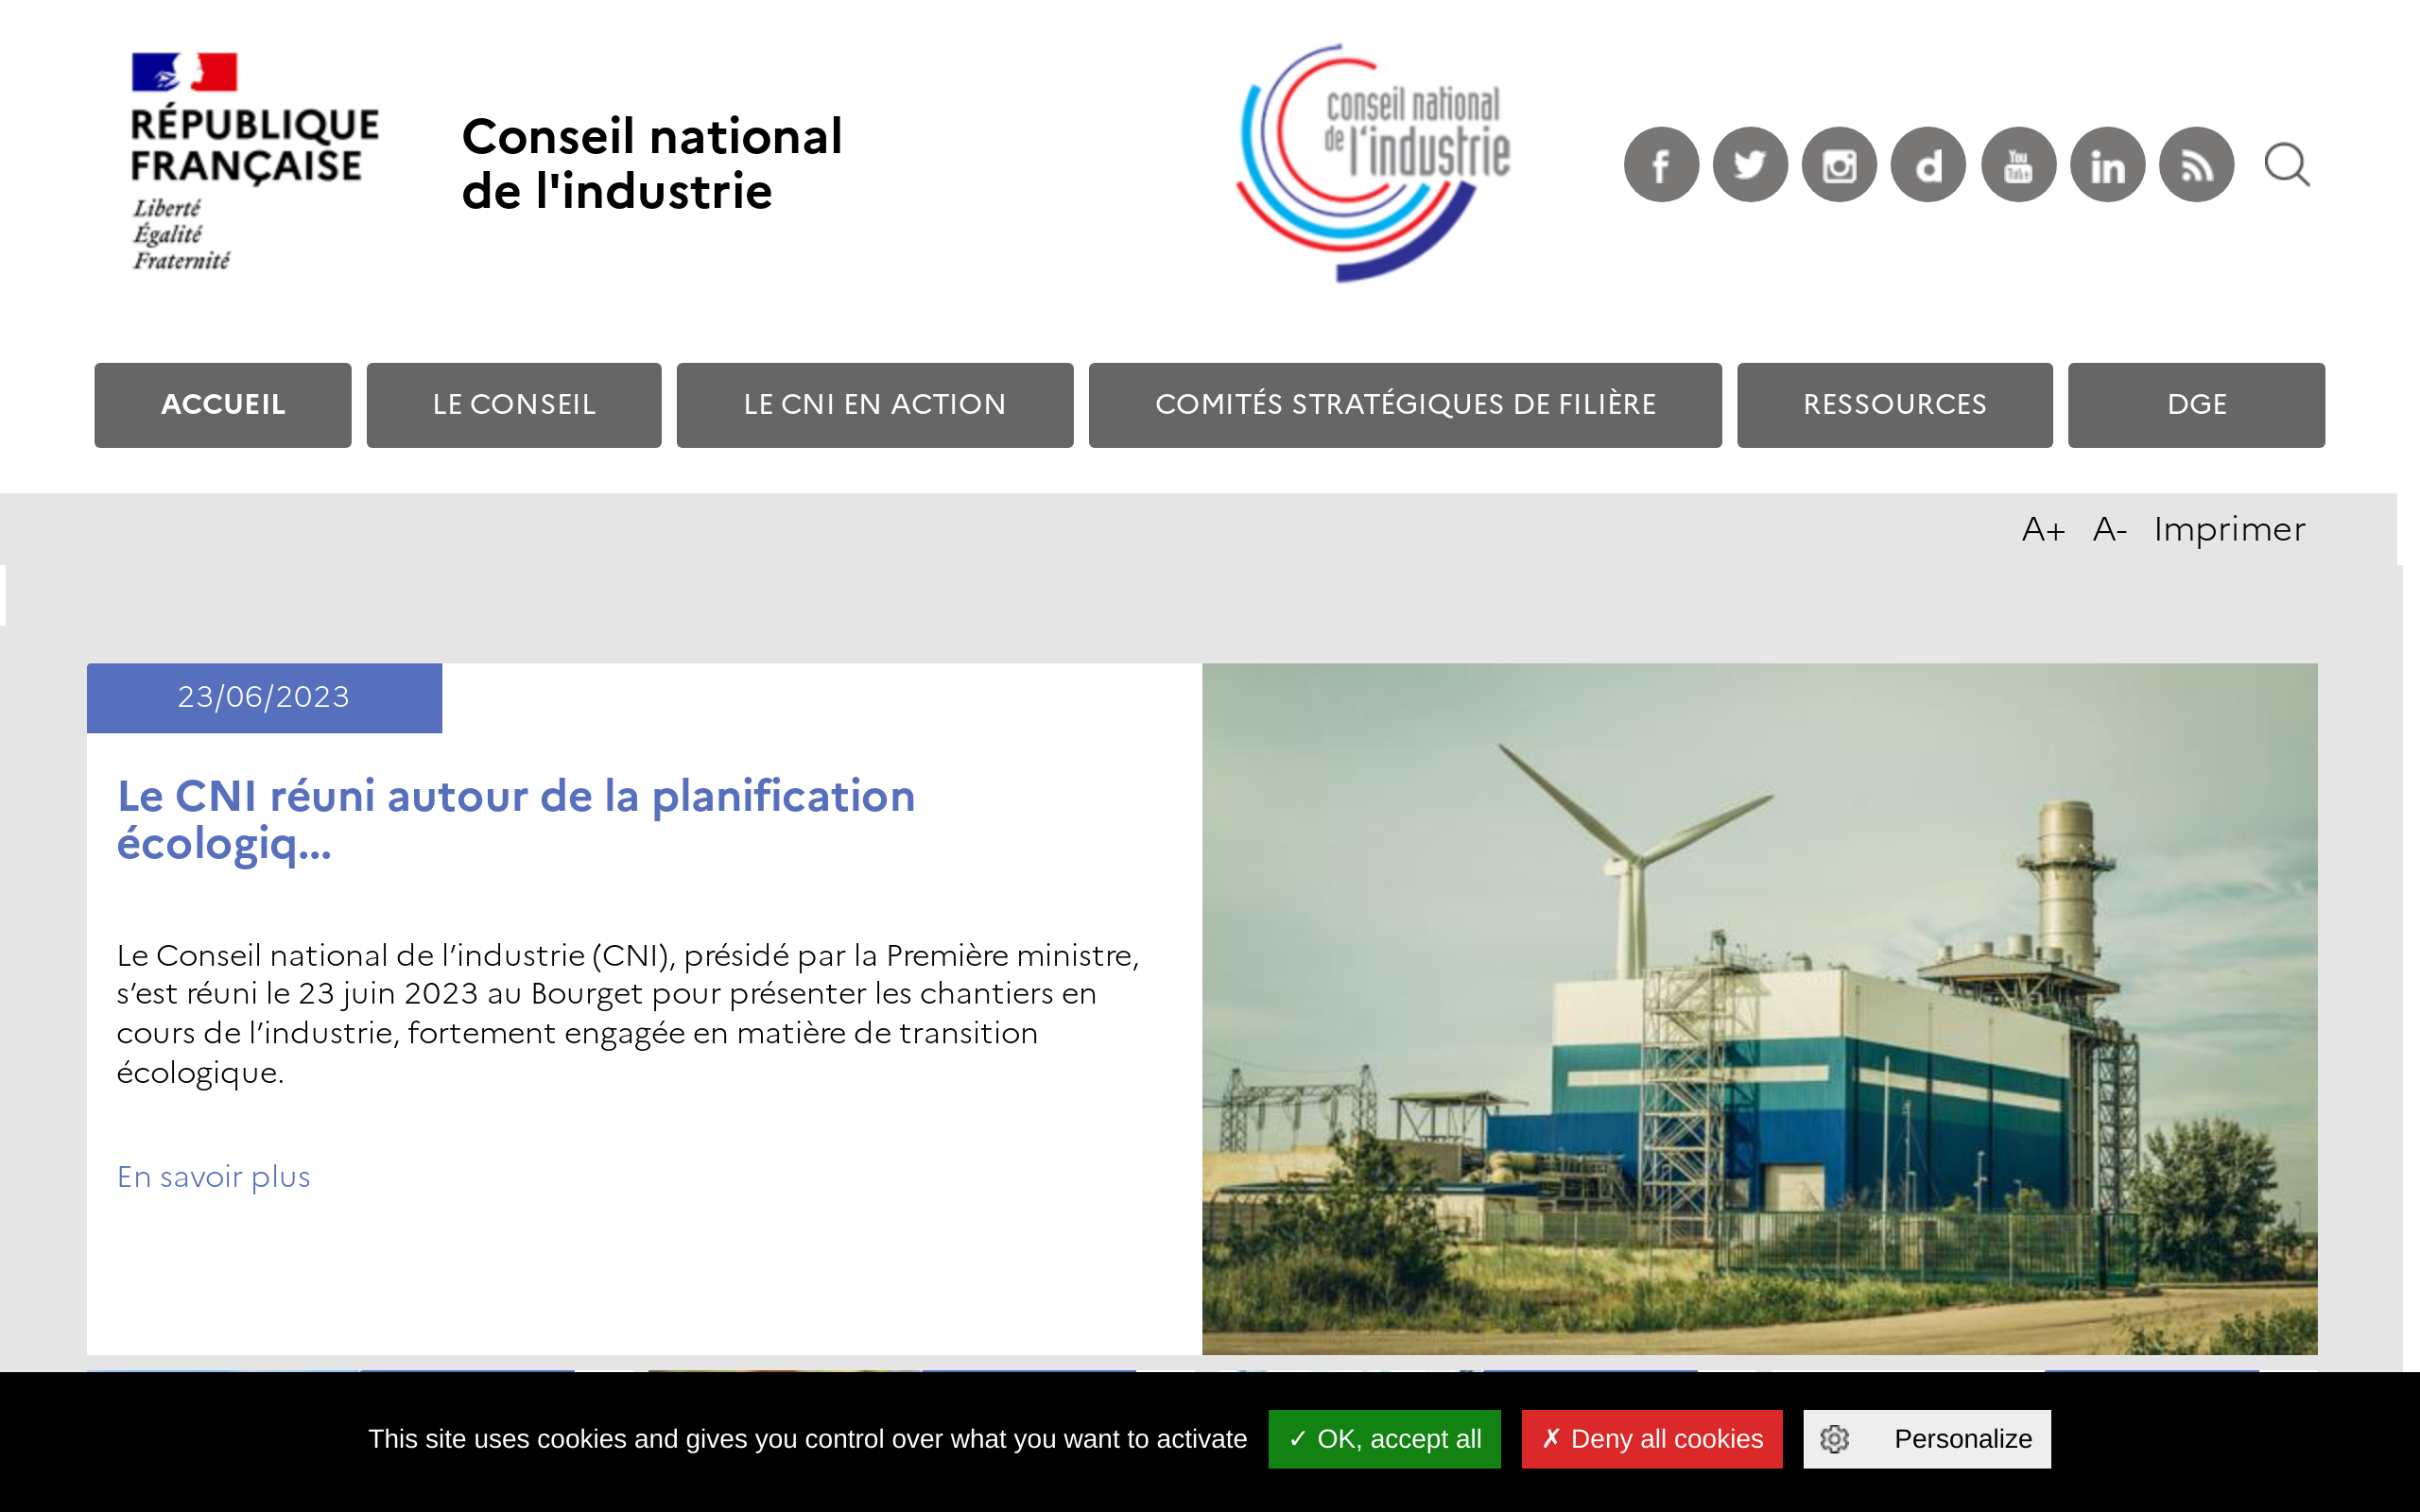 RÉPUBLIQUE
FRANÇAISE
Liberté
Égalité
Fraternité
Conseil national
de l'industrie
conseil national
de l'industrie
You
Tube
in
ACCUEIL
LE CONSEIL
LE CNI EN ACTION
COMITÉS STRATÉGIQUES DE FILIÈRE
RESSOURCES
DGE
A+ A- Imprimer
23/06/2023
Le CNI réuni autour de la planification
écologiq...
Le Conseil national de l’industrie (CNI), présidé par la Première ministre,
s’est réuni le 23 juin 2023 au Bourget pour présenter les chantiers en
cours de l’industrie, fortement engagée en matière de transition
écologique.
En savoir plus
This site uses cookies and gives you control over what you want to activate
✓ OK, accept all
✗ Deny all cookies
Personalize